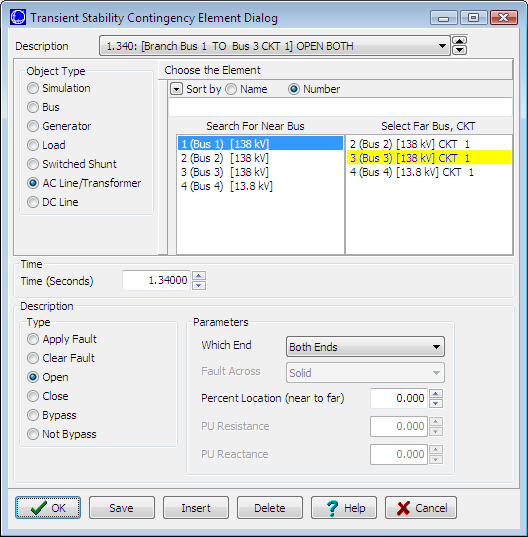 Transient Stability Contingency Element Dialog
Description
1.340: [Branch Bus 1 TO Bus 3 CKT 1] OPEN BOTH
Object Type
Simulation
Bus
Generator
Load
Switched Shunt
AC Line/Transformer
DC Line
Choose the Element
Sort by Name Number
Search For Near Bus
1 (Bus 1) [138 kV]
2 (Bus 2) [138 kV]
3 (Bus 3) [138 kV]
4 (Bus 4) [13.8 kV]
Select Far Bus, CKT
2 (Bus 2) [138 kV] CKT 1
3 (Bus 3) [138 kV] CKT 1
4 (Bus 4) [13.8 kV] CKT 1
Time
Time (Seconds) 1.34000
Description
Type
Apply Fault
Clear Fault
Open
Close
Bypass
Not Bypass
Parameters
Which End Both Ends
Fault Across Solid
Percent Location (near to far) 0.000
PU Resistance 0.000
PU Reactance 0.000
OK Save Insert Delete ? Help Cancel